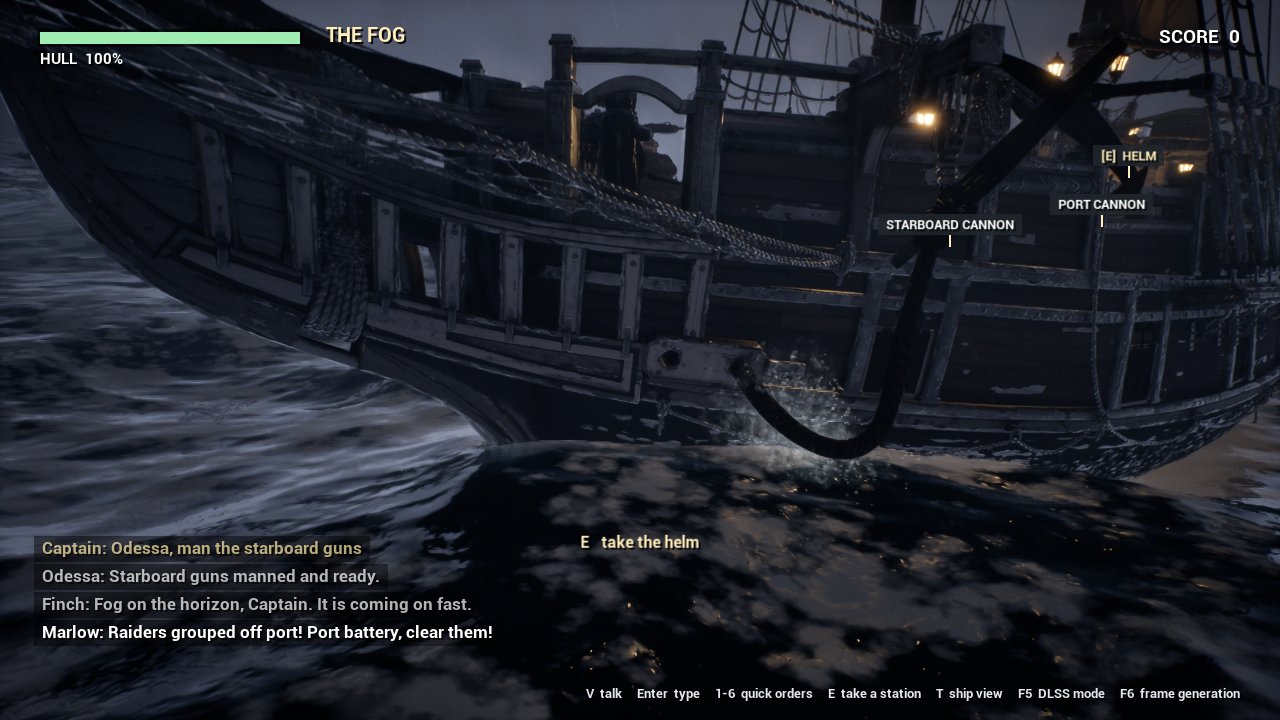 THE FOG
SCORE 0
HULL 100%
[E] HELM
PORT CANNON
STARBOARD CANNON
E take the helm
Captain: Odessa, man the starboard guns
Odessa: Starboard guns manned and ready.
Finch: Fog on the horizon, Captain. It is coming on fast.
Marlow: Raiders grouped off port! Port battery, clear them!
V talk Enter type 1-6 quick orders E take a station T ship view F5 DLSS mode F6 frame generation